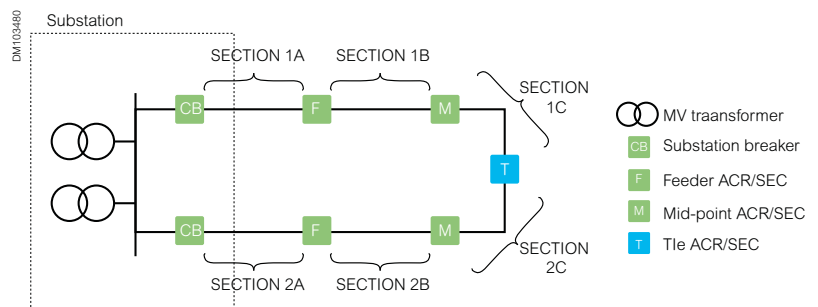 DM103480
Substation
SECTION 1A
SECTION 1B
SECTION
1C
CB
F
M
T
CB
F
M
SECTION 2A
SECTION 2B
SECTION
2C
MV traansformer
CB Substation breaker
F Feeder ACR/SEC
M Mid-point ACR/SEC
T TIe ACR/SEC